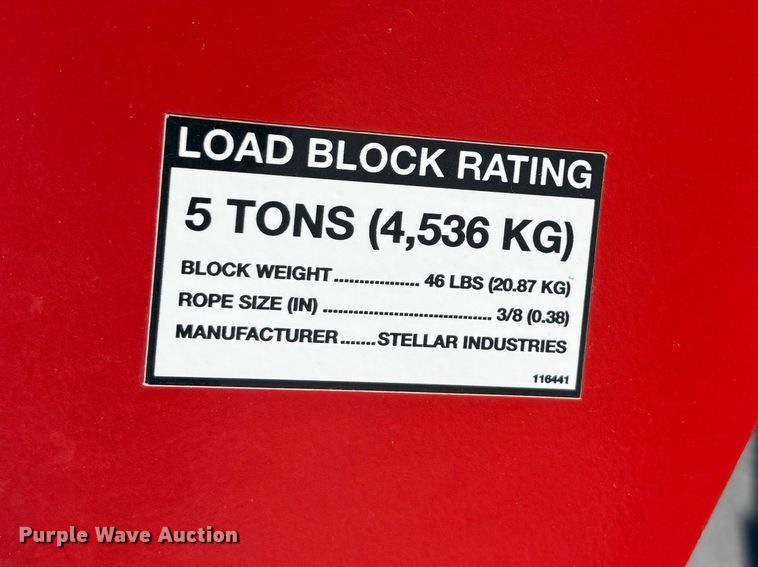 LOAD BLOCK RATING
5 TONS (4,536 KG)
BLOCK WEIGHT................. 46 LBS (20.87 KG)
ROPE SIZE (IN) .................................. 3/8 (0.38)
MANUFACTURER.......STELLAR INDUSTRIES
116441
Purple Wave Auction